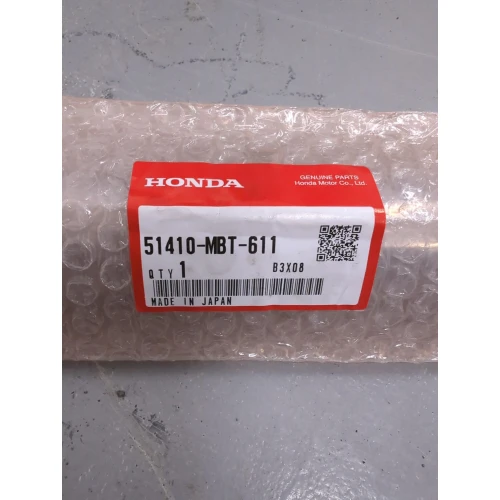 HONDA
GENUINE PARTS
Honda Motor Co., Ltd.
51410-MBT-611
QTY 1
B3X08
MADE IN JAPAN